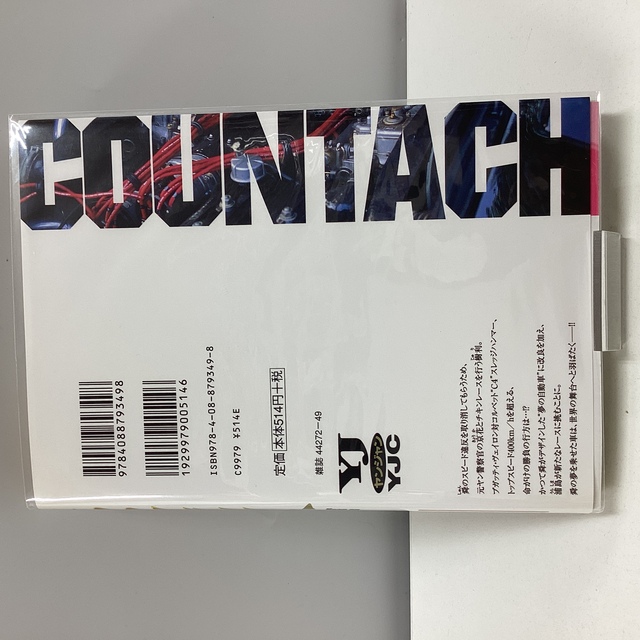 COUNTACH
舜のスピード違反を取り消してもらうため、
元ヤン警察官の京花とチキンレースを行う樹利。
ブガッティ・ヴェイロン対コルベット“C4”スレッジハンマー、
トップスピード400km／hを超える、
命がけの勝負の行方は…!?
かつて舜がデザインした“夢の自動車”に改良を加え、
浦島が新たなレースに挑むことに。
舜の夢を乗せた車は、世界の舞台へと羽ばたく──!!
YJ
ヤンジャン
YJC
雑誌 44272-49
定価 本体514円+税
C9979 ¥514E
ISBN978-4-08-879349-8
1929979005146
9784088793498